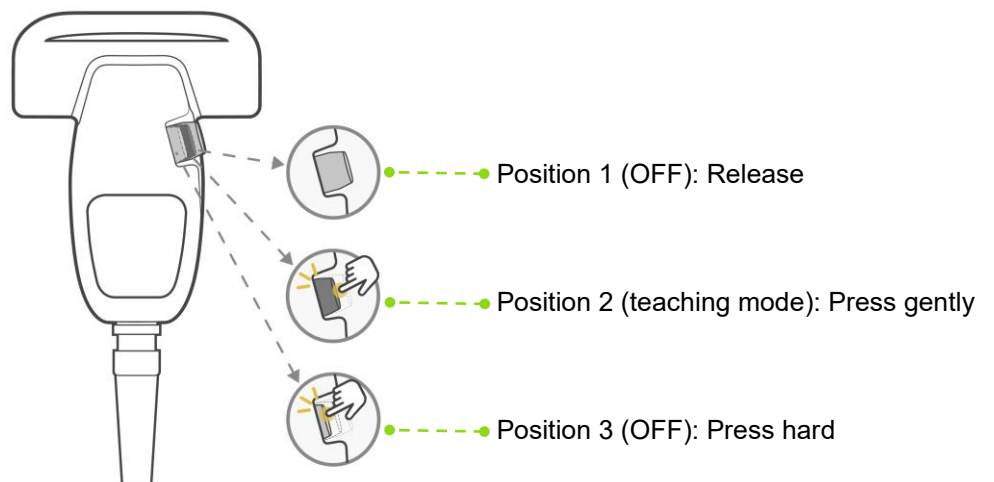 Position 1 (OFF): Release
Position 2 (teaching mode): Press gently
Position 3 (OFF): Press hard